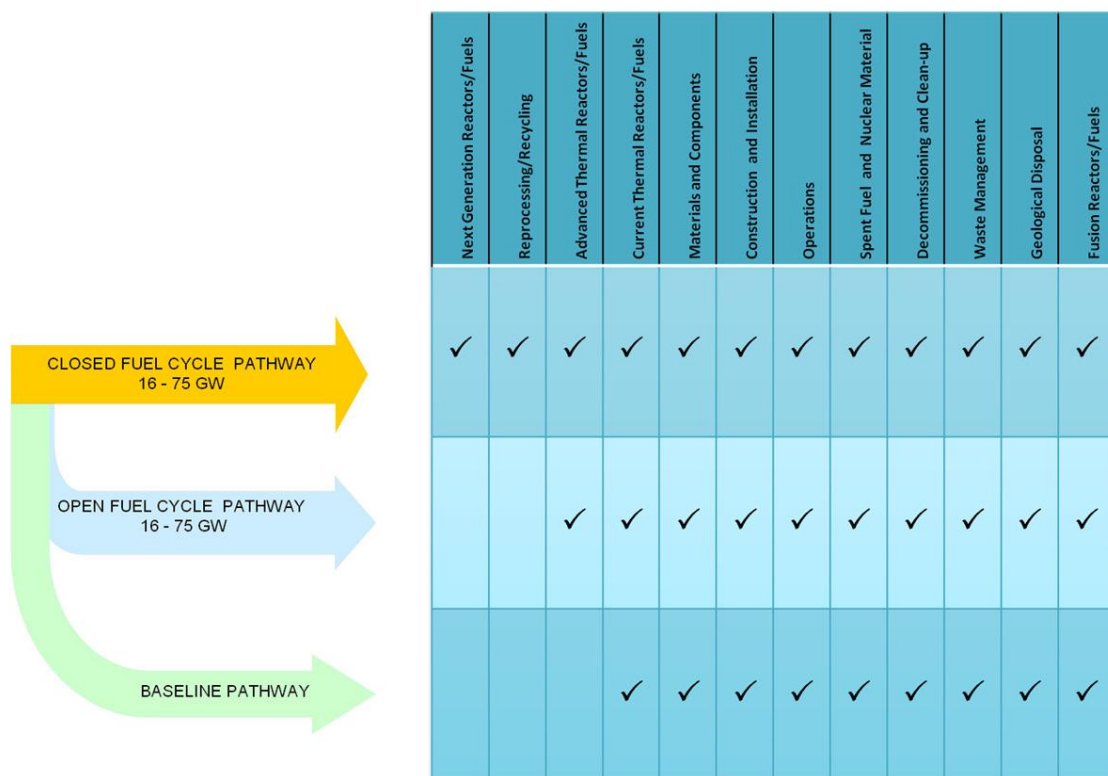 Next Generation Reactors/Fuels
Reprocessing/Recycling
Advanced Thermal Reactors/Fuels
Current Thermal Reactors/Fuels
Materials and Components
Construction and Installation
Operations
Spent Fuel and Nuclear Material
Decommissioning and Clean-up
Waste Management
Geological Disposal
Fusion Reactors/Fuels
CLOSED FUEL CYCLE PATHWAY
16 - 75 GW
✓ ✓ ✓ ✓ ✓ ✓ ✓ ✓ ✓ ✓ ✓ ✓
OPEN FUEL CYCLE PATHWAY
16 - 75 GW
✓ ✓ ✓ ✓ ✓ ✓ ✓ ✓ ✓ ✓
BASELINE PATHWAY
✓ ✓ ✓ ✓ ✓ ✓ ✓ ✓ ✓